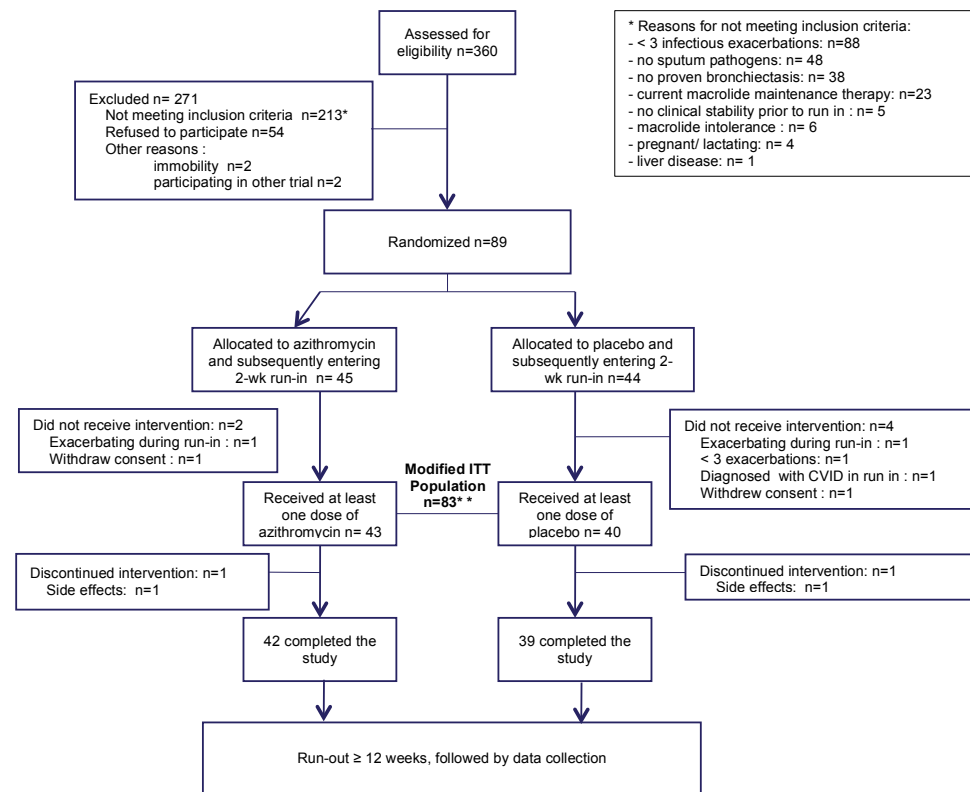 Assessed for
eligibility n=360
* Reasons for not meeting inclusion criteria:
- < 3 infectious exacerbations: n=88
- no sputum pathogens: n= 48
- no proven bronchiectasis: n= 38
- current macrolide maintenance therapy: n=23
- no clinical stability prior to run in : n= 5
- macrolide intolerance : n= 6
- pregnant/ lactating: n= 4
- liver disease: n= 1
Excluded n= 271
Not meeting inclusion criteria n=213*
Refused to participate n=54
Other reasons :
immobility n=2
participating in other trial n=2
Randomized n=89
Allocated to azithromycin
and subsequently entering
2-wk run-in n= 45
Allocated to placebo and
subsequently entering 2-
wk run-in n=44
Did not receive intervention: n=2
Exacerbating during run-in : n=1
Withdraw consent : n=1
Did not receive intervention: n=4
Exacerbating during run-in : n=1
< 3 exacerbations: n=1
Diagnosed with CVID in run in : n=1
Withdrew consent : n=1
Modified ITT
Population
n=83* *
Received at least
one dose of
azithromycin n= 43
Received at least
one dose of
placebo n= 40
Discontinued intervention: n=1
Side effects: n=1
Discontinued intervention: n=1
Side effects: n=1
42 completed the
study
39 completed the
study
Run-out ≥ 12 weeks, followed by data collection